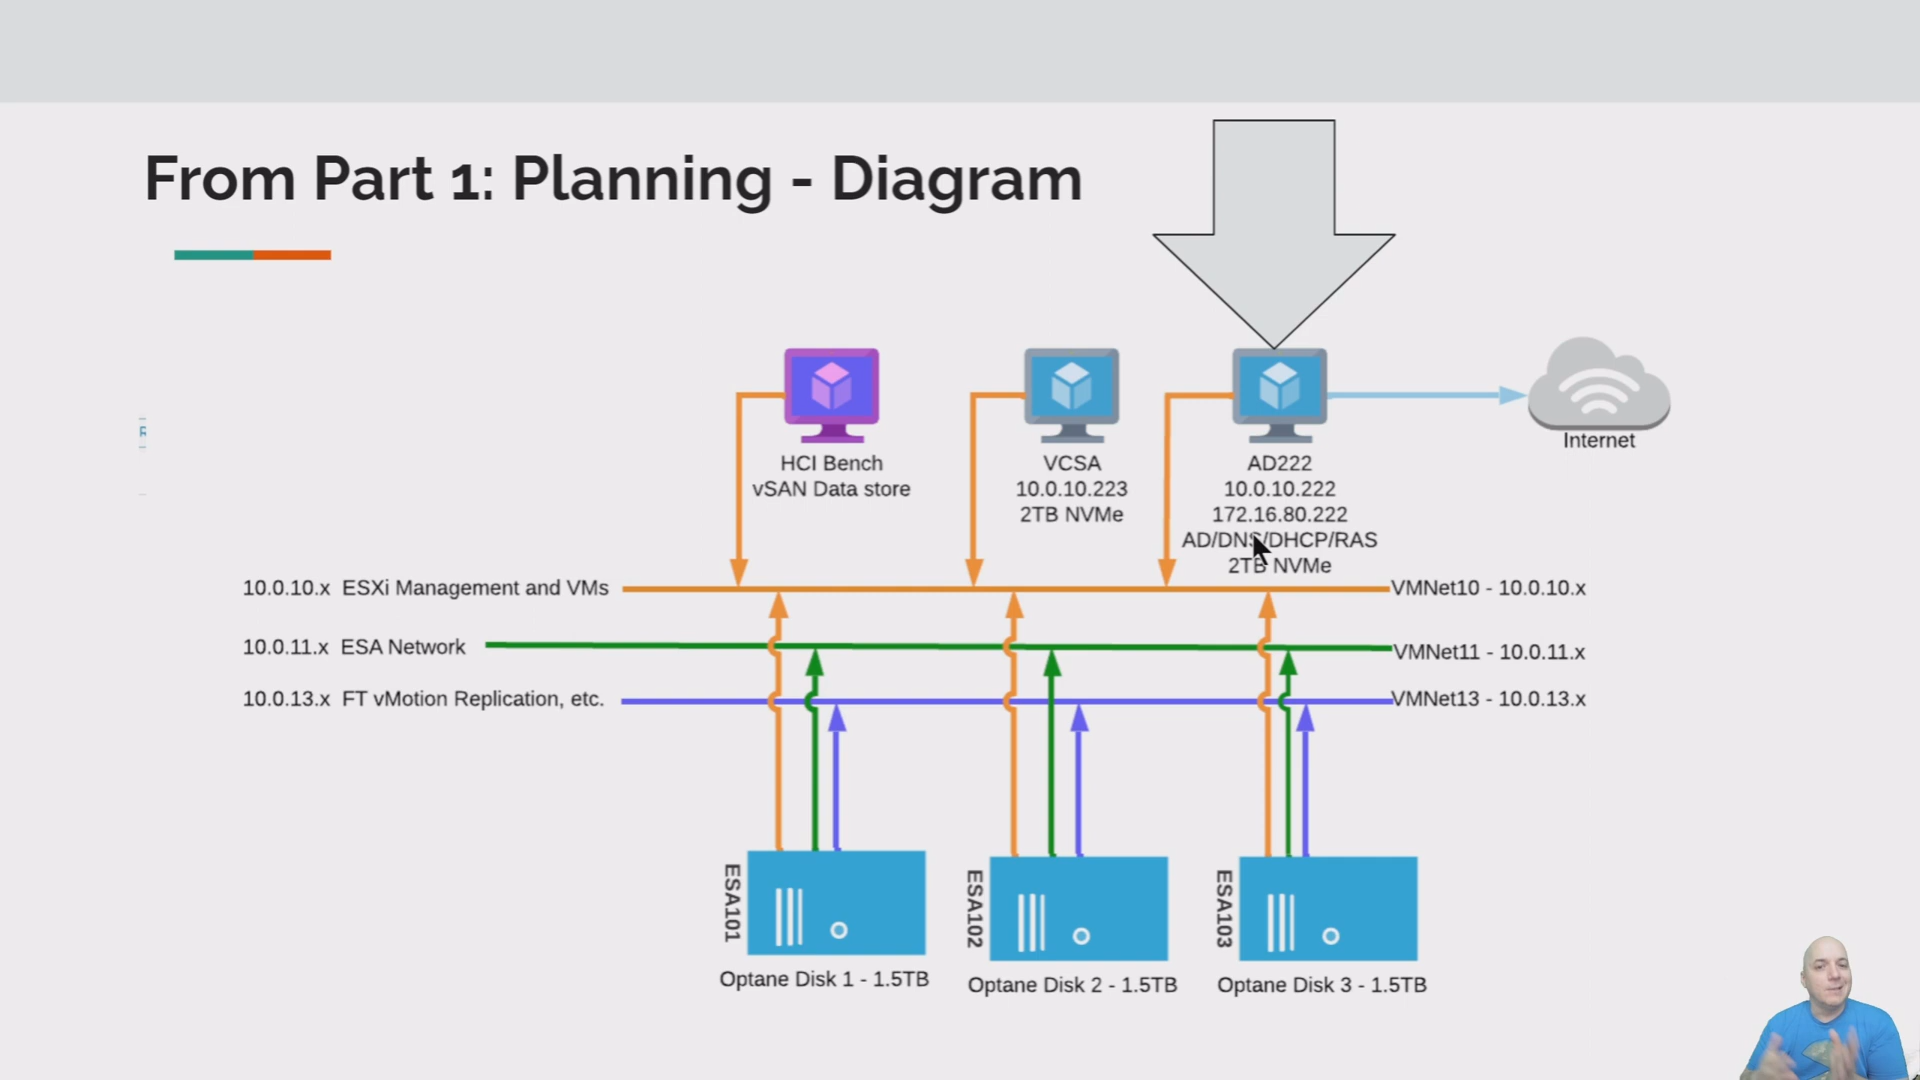 From Part 1: Planning - Diagram
HCI Bench
vSAN Data store
VCSA
10.0.10.223
2TB NVMe
AD222
10.0.10.222
172.16.80.222
AD/DNS/DHCP/RAS
2TB NVMe
Internet
10.0.10.x ESXi Management and VMs
VMNet10 - 10.0.10.x
10.0.11.x ESA Network
VMNet11 - 10.0.11.x
10.0.13.x FT vMotion Replication, etc.
VMNet13 - 10.0.13.x
ESA101
ESA102
ESA103
Optane Disk 1 - 1.5TB
Optane Disk 2 - 1.5TB
Optane Disk 3 - 1.5TB